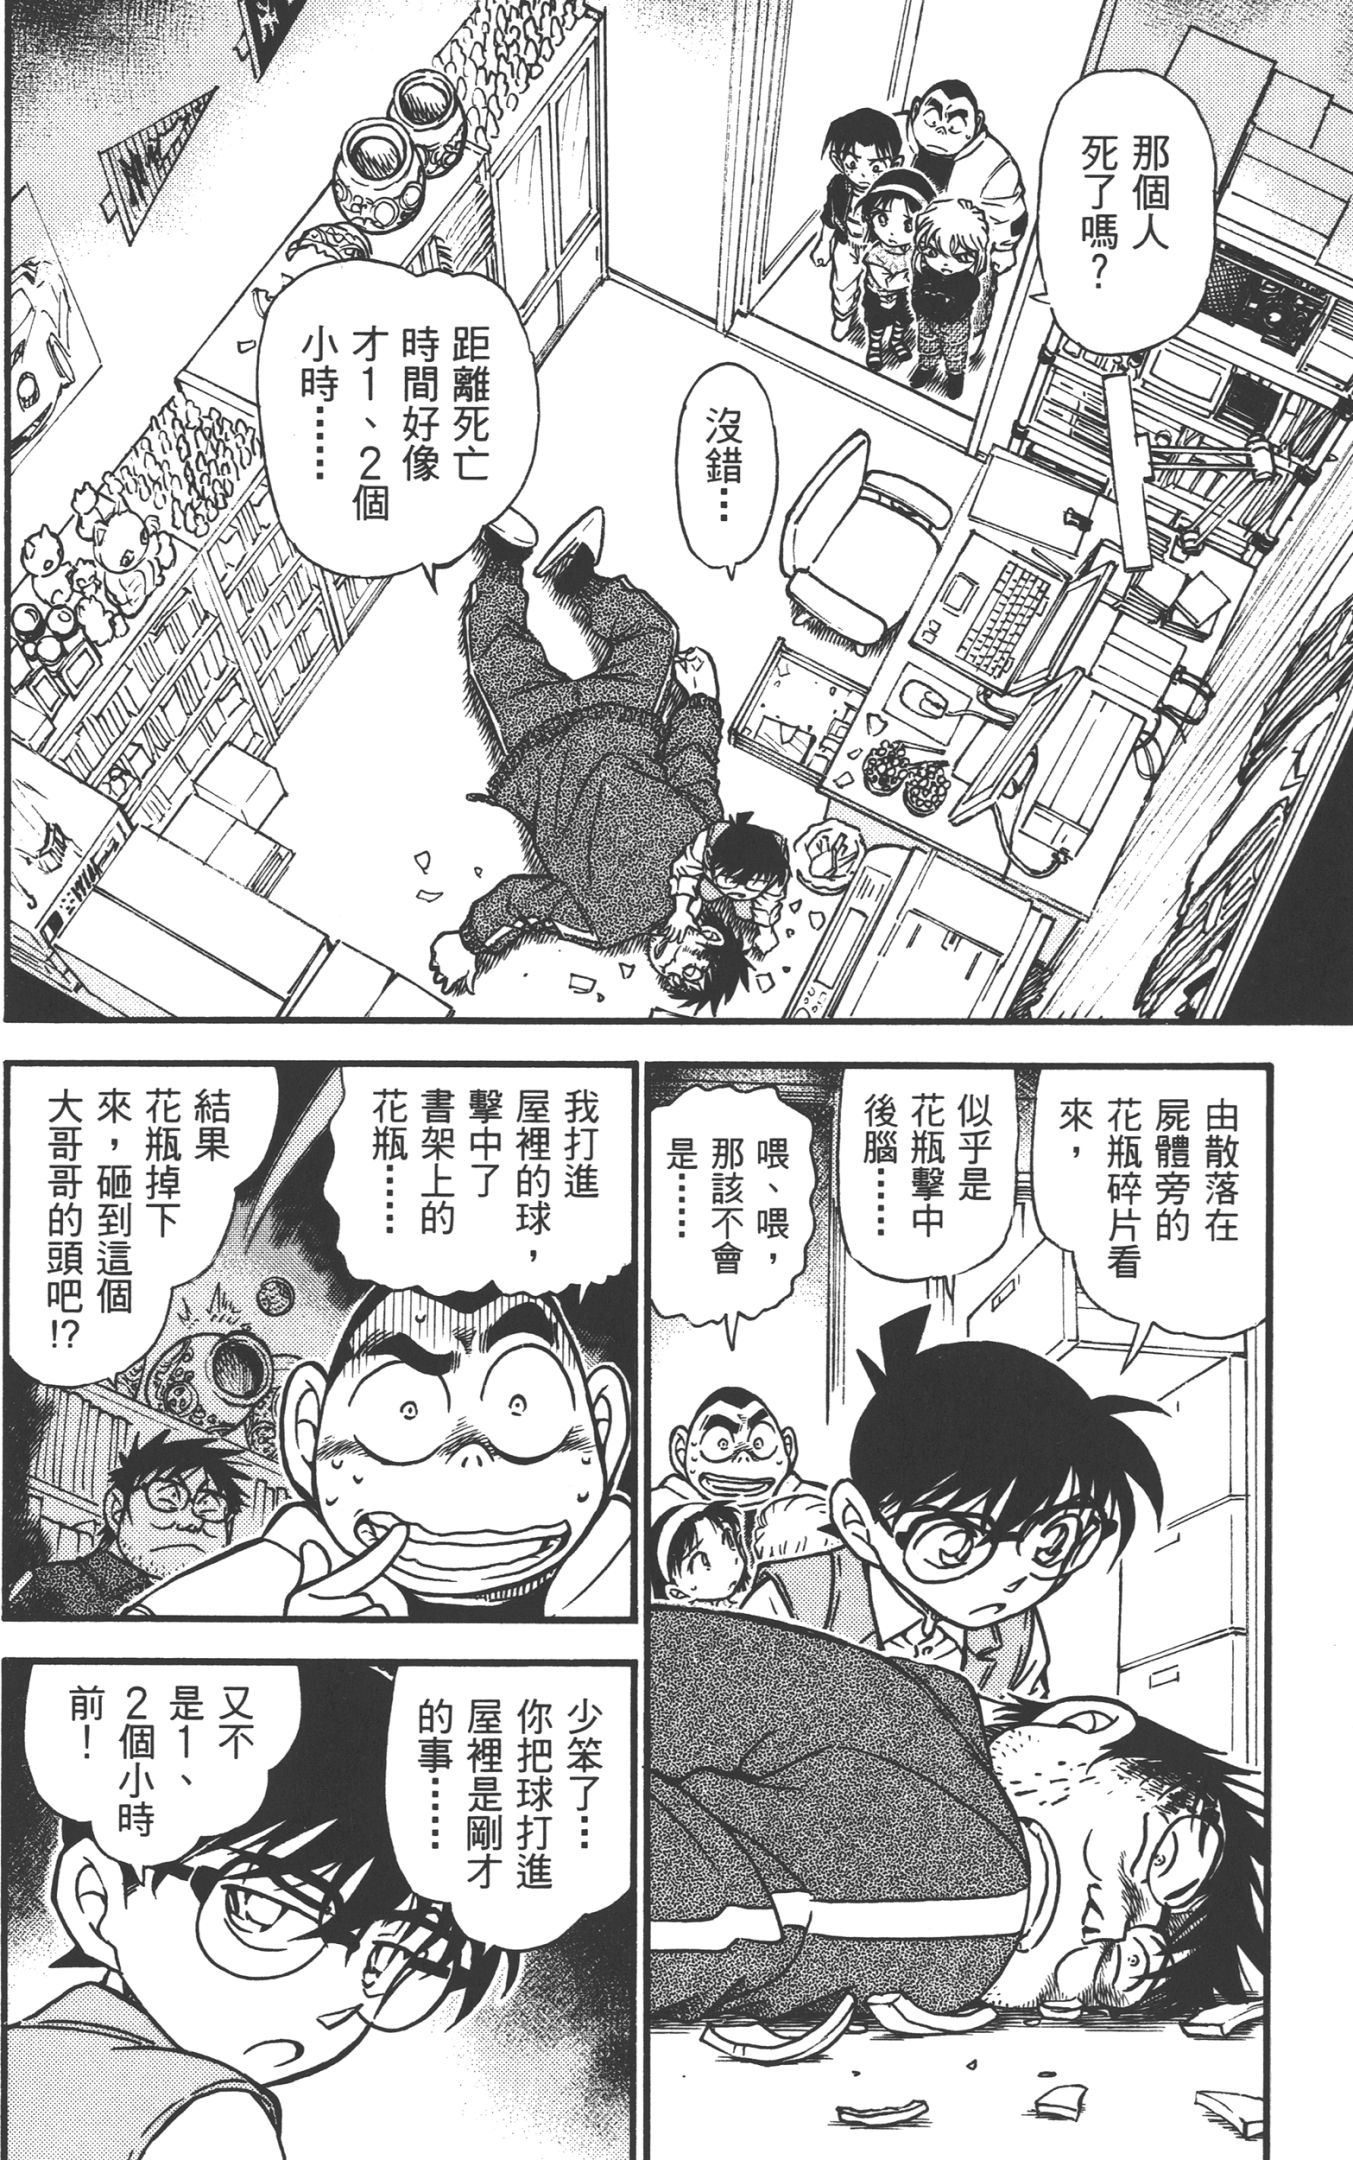 那個人
死了嗎？
沒錯…
距離死亡
時間好像
才1、2個
小時……
由散落在
屍體旁的
花瓶碎片看
來，
似乎是
花瓶擊中
後腦……
喂、喂，
那該不會
是……
我打進
屋裡的球，
擊中了
書架上的
花瓶……
結果
花瓶掉下
來，砸到這個
大哥哥的頭吧!?
少笨了…
你把球打進
屋裡是剛才
的事……
又不
是1、
2個小時
前！